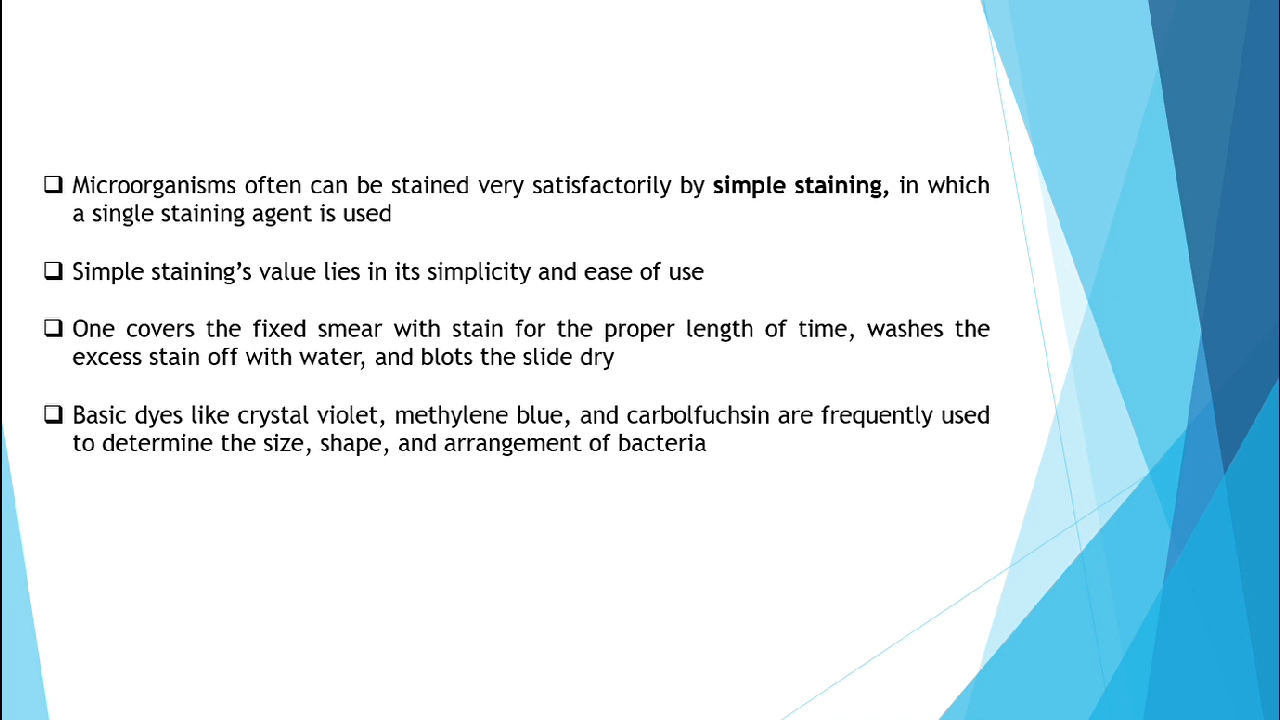 ❑ Microorganisms often can be stained very satisfactorily by simple staining, in which
a single staining agent is used
❑ Simple staining’s value lies in its simplicity and ease of use
❑ One covers the fixed smear with stain for the proper length of time, washes the
excess stain off with water, and blots the slide dry
❑ Basic dyes like crystal violet, methylene blue, and carbolfuchsin are frequently used
to determine the size, shape, and arrangement of bacteria